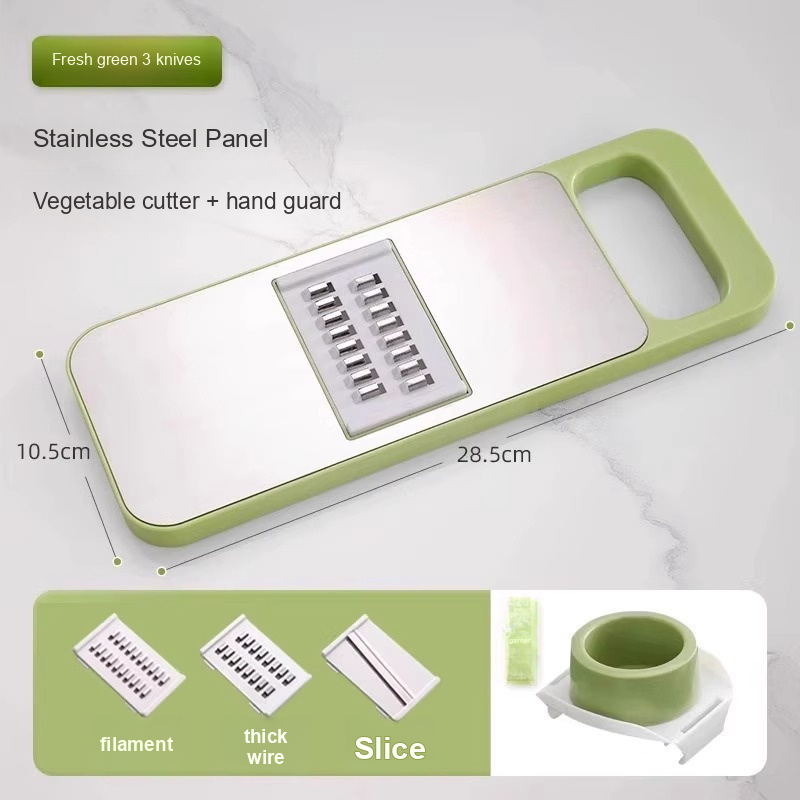 Fresh green 3 knives
Stainless Steel Panel
Vegetable cutter + hand guard
10.5cm
28.5cm
filament
thick
wire
Slice